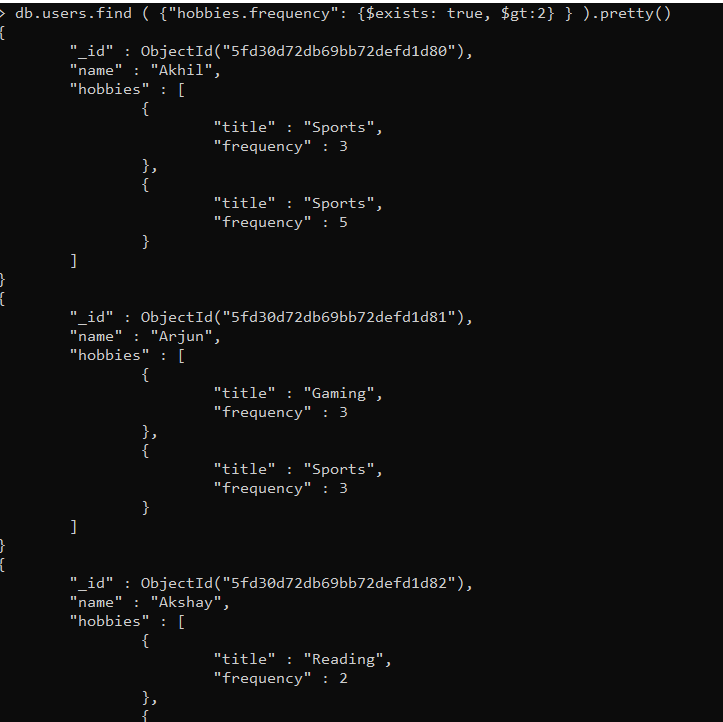 > db.users.find ( {"hobbies.frequency": {$exists: true, $gt:2} } ).pretty()
{
        "_id" : ObjectId("5fd30d72db69bb72defd1d80"),
        "name" : "Akhil",
        "hobbies" : [
                {
                        "title" : "Sports",
                        "frequency" : 3
                },
                {
                        "title" : "Sports",
                        "frequency" : 5
                }
        ]
}
{
        "_id" : ObjectId("5fd30d72db69bb72defd1d81"),
        "name" : "Arjun",
        "hobbies" : [
                {
                        "title" : "Gaming",
                        "frequency" : 3
                },
                {
                        "title" : "Sports",
                        "frequency" : 3
                }
        ]
}
{
        "_id" : ObjectId("5fd30d72db69bb72defd1d82"),
        "name" : "Akshay",
        "hobbies" : [
                {
                        "title" : "Reading",
                        "frequency" : 2
                },
                {